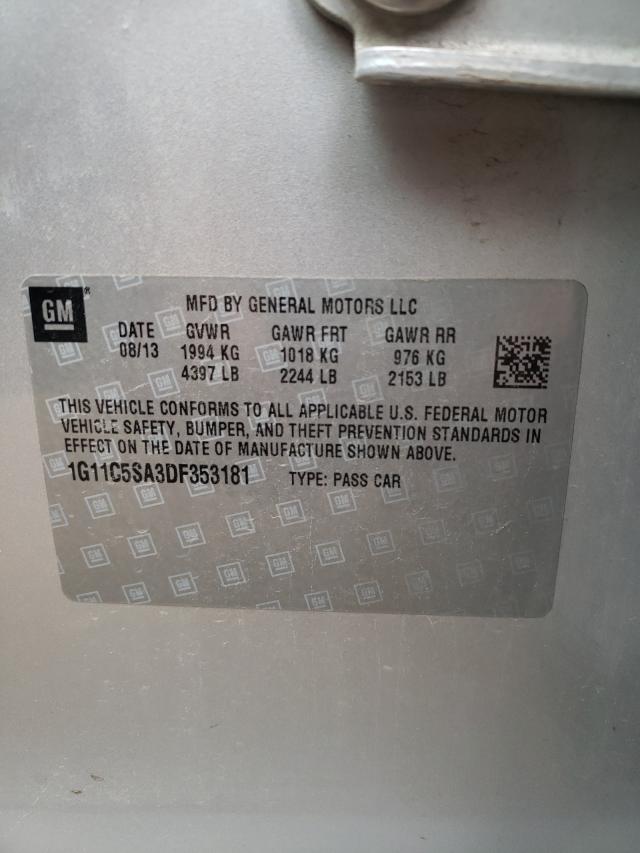 GM ® MFD BY GENERAL MOTORS LLC
DATE GVWR GAWR FRT GAWR RR
08/13 1994 KG 1018 KG 976 KG
4397 LB 2244 LB 2153 LB
THIS VEHICLE CONFORMS TO ALL APPLICABLE U.S. FEDERAL MOTOR
VEHICLE SAFETY, BUMPER, AND THEFT PREVENTION STANDARDS IN
EFFECT ON THE DATE OF MANUFACTURE SHOWN ABOVE.
1G11C5SA3DF353181 TYPE: PASS CAR